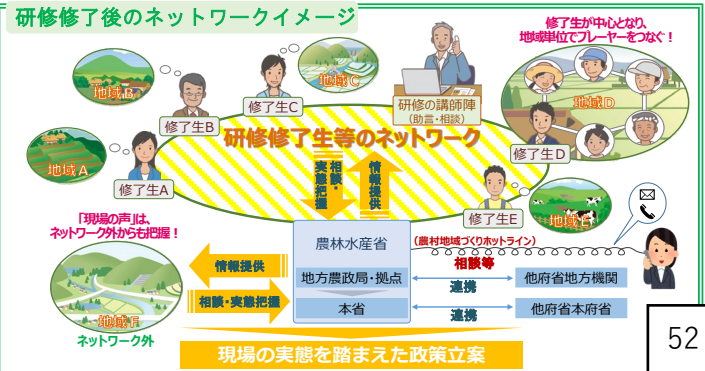 研修修了後のネットワークイメージ
修了生が中心となり、
地域単位でプレーヤーをつなぐ！
地域B
地域C
地域D
修了生B
修了生C
研修の講師陣
（助言・相談）
研修修了生等のネットワーク
地域A
修了生A
修了生D
相談・
実態把握
情報提供
修了生E
地域E
「現場の声」は、
ネットワーク外からも把握！
農林水産省
（農村地域づくりホットライン）
相談等
情報提供
地方農政局・拠点
連携
他府省地方機関
相談・実態把握
本省
連携
他府省本府省
地域F
ネットワーク外
現場の実態を踏まえた政策立案
52